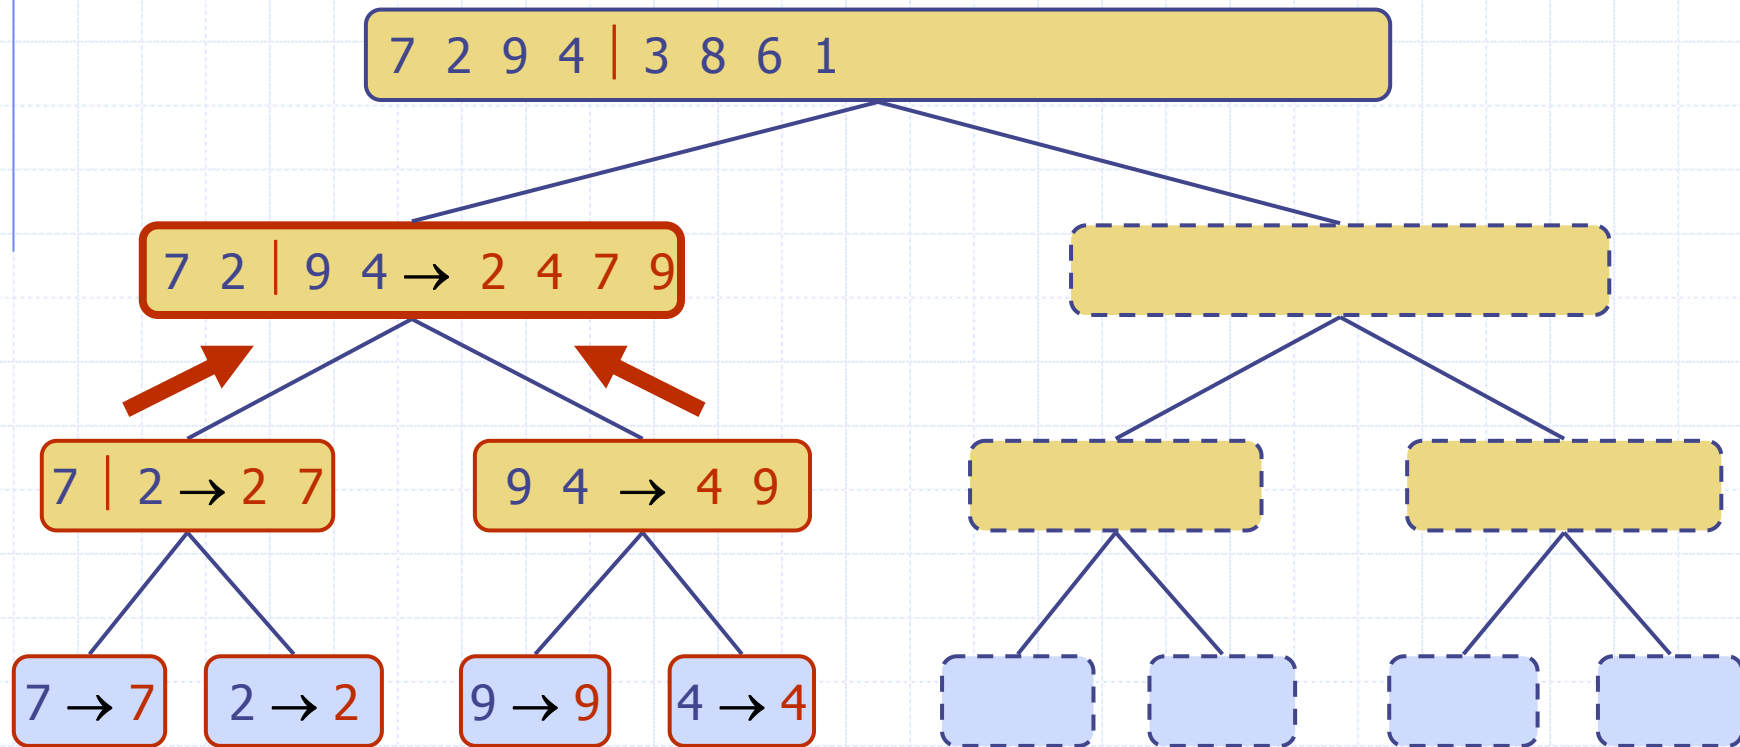 7 2 9 4 | 3 8 6 1
7 2 | 9 4 → 2 4 7 9
7 | 2 → 2 7
9 4 → 4 9
7 → 7
2 → 2
9 → 9
4 → 4